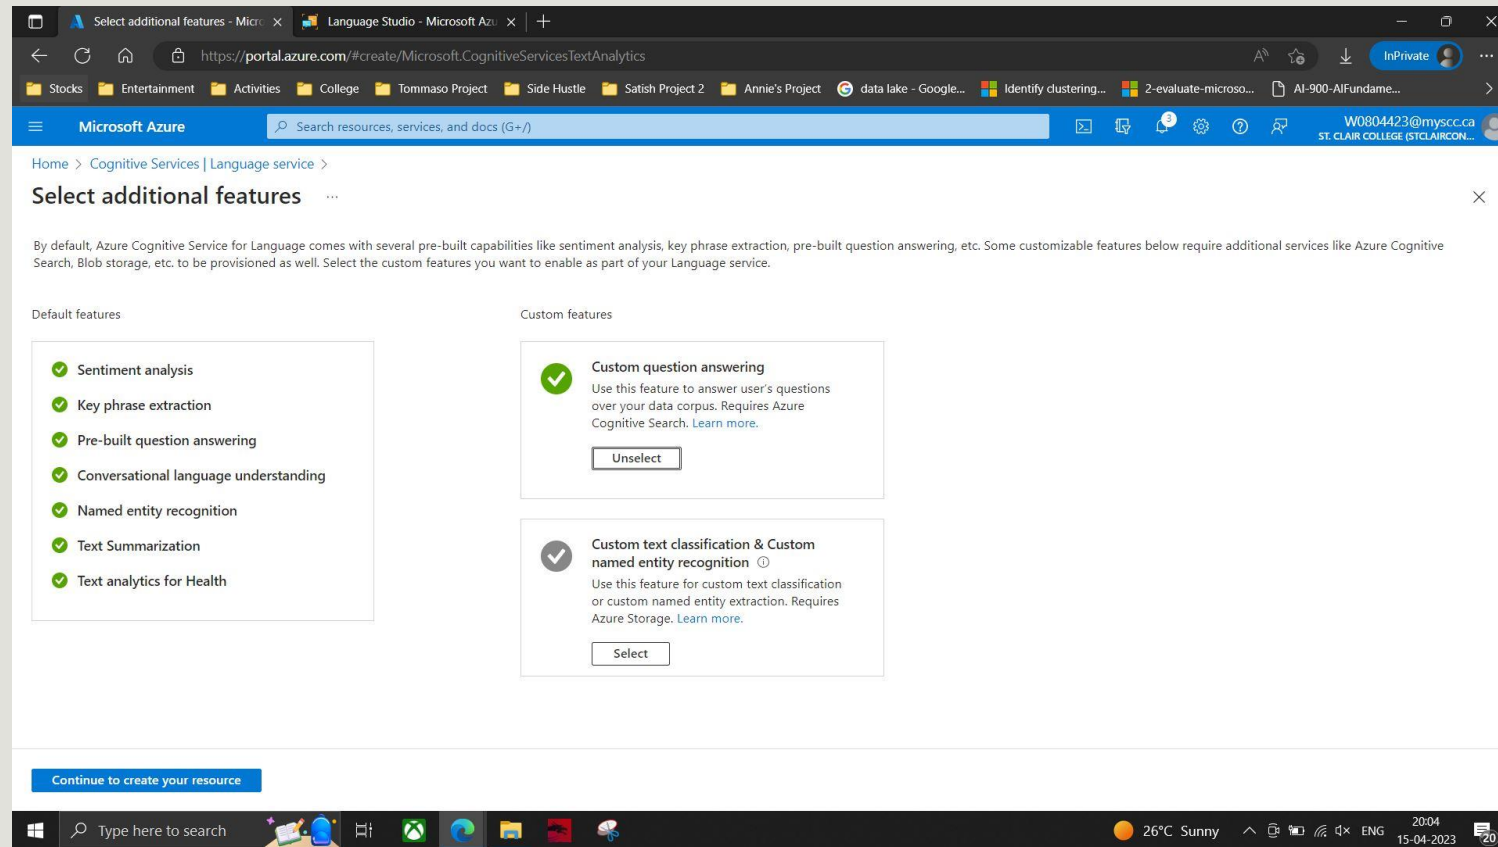 Select additional features - Micro
Language Studio - Microsoft Azu
https://portal.azure.com/#create/Microsoft.CognitiveServicesTextAnalytics
InPrivate
Stocks
Entertainment
Activities
College
Tommaso Project
Side Hustle
Satish Project 2
Annie's Project
data lake - Google...
Identify clustering...
2-evaluate-microso...
AI-900-AIFundame...
Microsoft Azure
Search resources, services, and docs (G+/)
3
W0804423@myscc.ca
ST. CLAIR COLLEGE (STCLAIRCON...
Home > Cognitive Services | Language service >
Select additional features ...
By default, Azure Cognitive Service for Language comes with several pre-built capabilities like sentiment analysis, key phrase extraction, pre-built question answering, etc. Some customizable features below require additional services like Azure Cognitive
Search, Blob storage, etc. to be provisioned as well. Select the custom features you want to enable as part of your Language service.
Default features
Sentiment analysis
Key phrase extraction
Pre-built question answering
Conversational language understanding
Named entity recognition
Text Summarization
Text analytics for Health
Custom features
Custom question answering
Use this feature to answer user's questions
over your data corpus. Requires Azure
Cognitive Search. Learn more.
Unselect
Custom text classification & Custom
named entity recognition
Use this feature for custom text classification
or custom named entity extraction. Requires
Azure Storage. Learn more.
Select
Continue to create your resource
Type here to search
26°C Sunny
ENG
20:04
15-04-2023
20